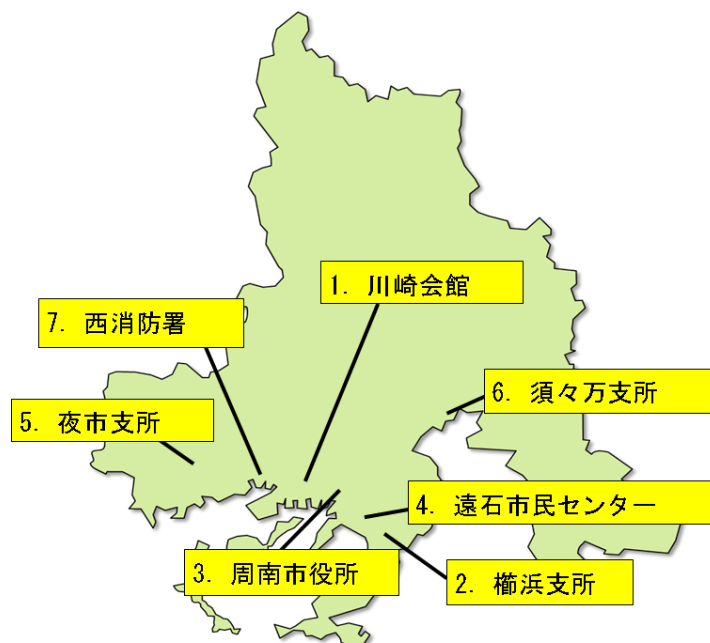 1. 川崎会館
7. 西消防署
6. 須々万支所
5. 夜市支所
4. 遠石市民センター
3. 周南市役所
2. 櫛浜支所